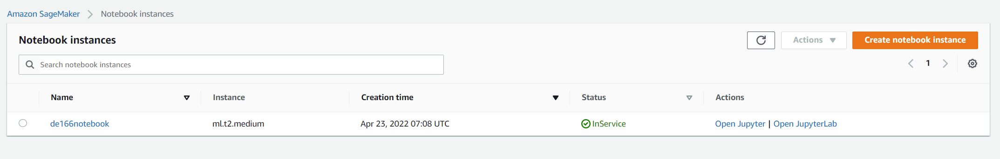 Amazon SageMaker > Notebook instances
Notebook instances
Actions
Create notebook instance
Search notebook instances
1
Name Instance Creation time Status Actions
de166notebook ml.t2.medium Apr 23, 2022 07:08 UTC InService Open Jupyter | Open JupyterLab